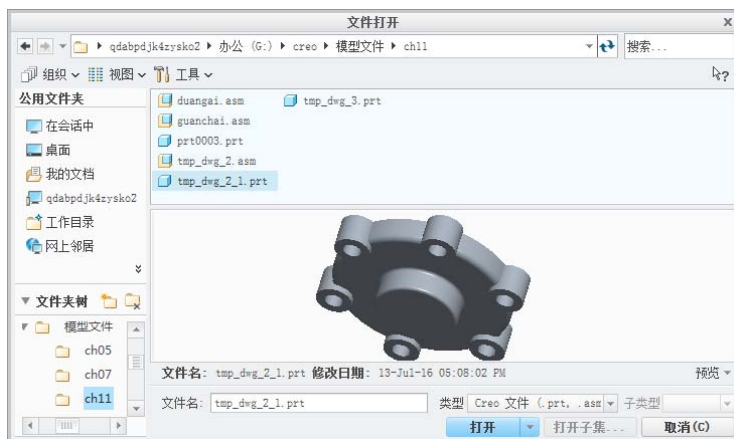 文件打开
qdabpdjk4zysko2 办公 (G:) creo 模型文件 ch11 搜索...
组织 视图 工具
公用文件夹
在会话中
桌面
我的文档
qdabpdjk4zysko2
工作目录
网上邻居
文件夹树
模型文件
ch05
ch07
ch11
duangai.asm tmp_dwg_3.prt
guanchai.asm
prt0003.prt
tmp_dwg_2.asm
tmp_dwg_2_1.prt
文件名: tmp_dwg_2_1.prt 修改日期: 13-Jul-16 05:08:02 PM 预览
文件名: tmp_dwg_2_1.prt 类型 Creo 文件 (.prt, .asm 子类型
打开 打开子集... 取消(C)